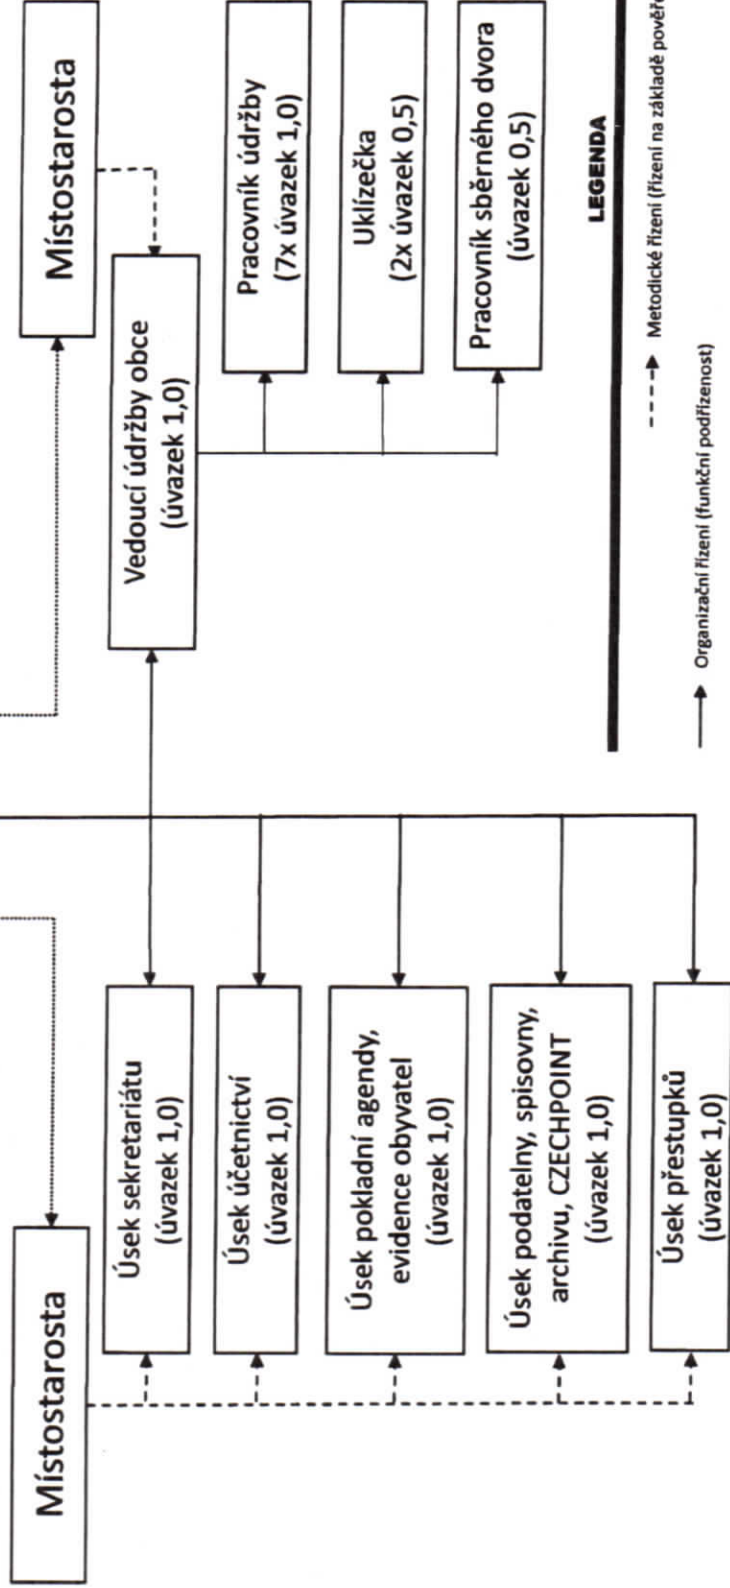 Místostarosta
Úsek sekretariátu
(úvazek 1,0)
Úsek účetnictví
(úvazek 1,0)
Úsek pokladní agendy,
evidence obyvatel
(úvazek 1,0)
Úsek podatelny, spisovny,
archivu, CZECHPOINT
(úvazek 1,0)
Úsek přestupků
(úvazek 1,0)
Místostarosta
Vedoucí údržby obce
(úvazek 1,0)
Pracovník údržby
(7x úvazek 1,0)
Uklízečka
(2x úvazek 0,5)
Pracovník sběrného dvora
(úvazek 0,5)
LEGENDA
Metodické řízení (řízení na základě
Organizační řízení (funkční podřízenost)